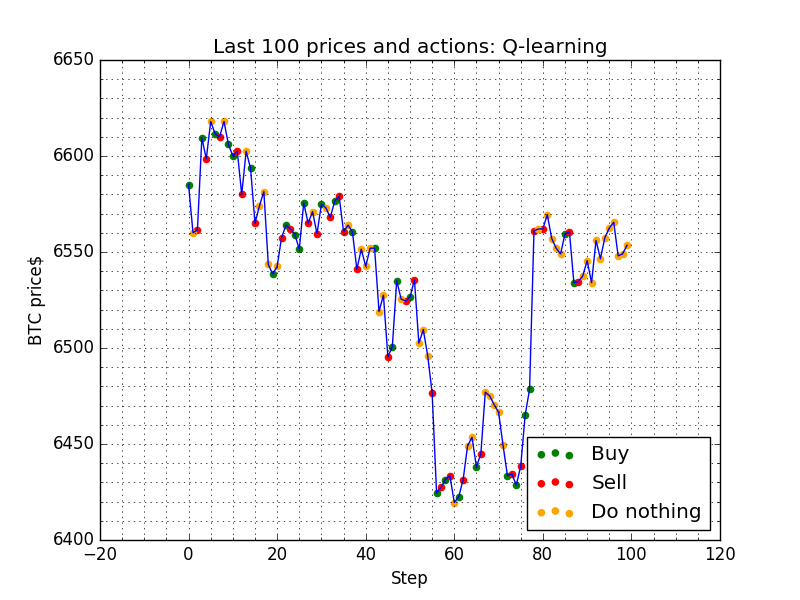 Last 100 prices and actions: Q-learning
6650
6600
6550
6500
6450
6400
BTC price$
−20
0
20
40
60
80
100
120
Step
Buy
Sell
Do nothing